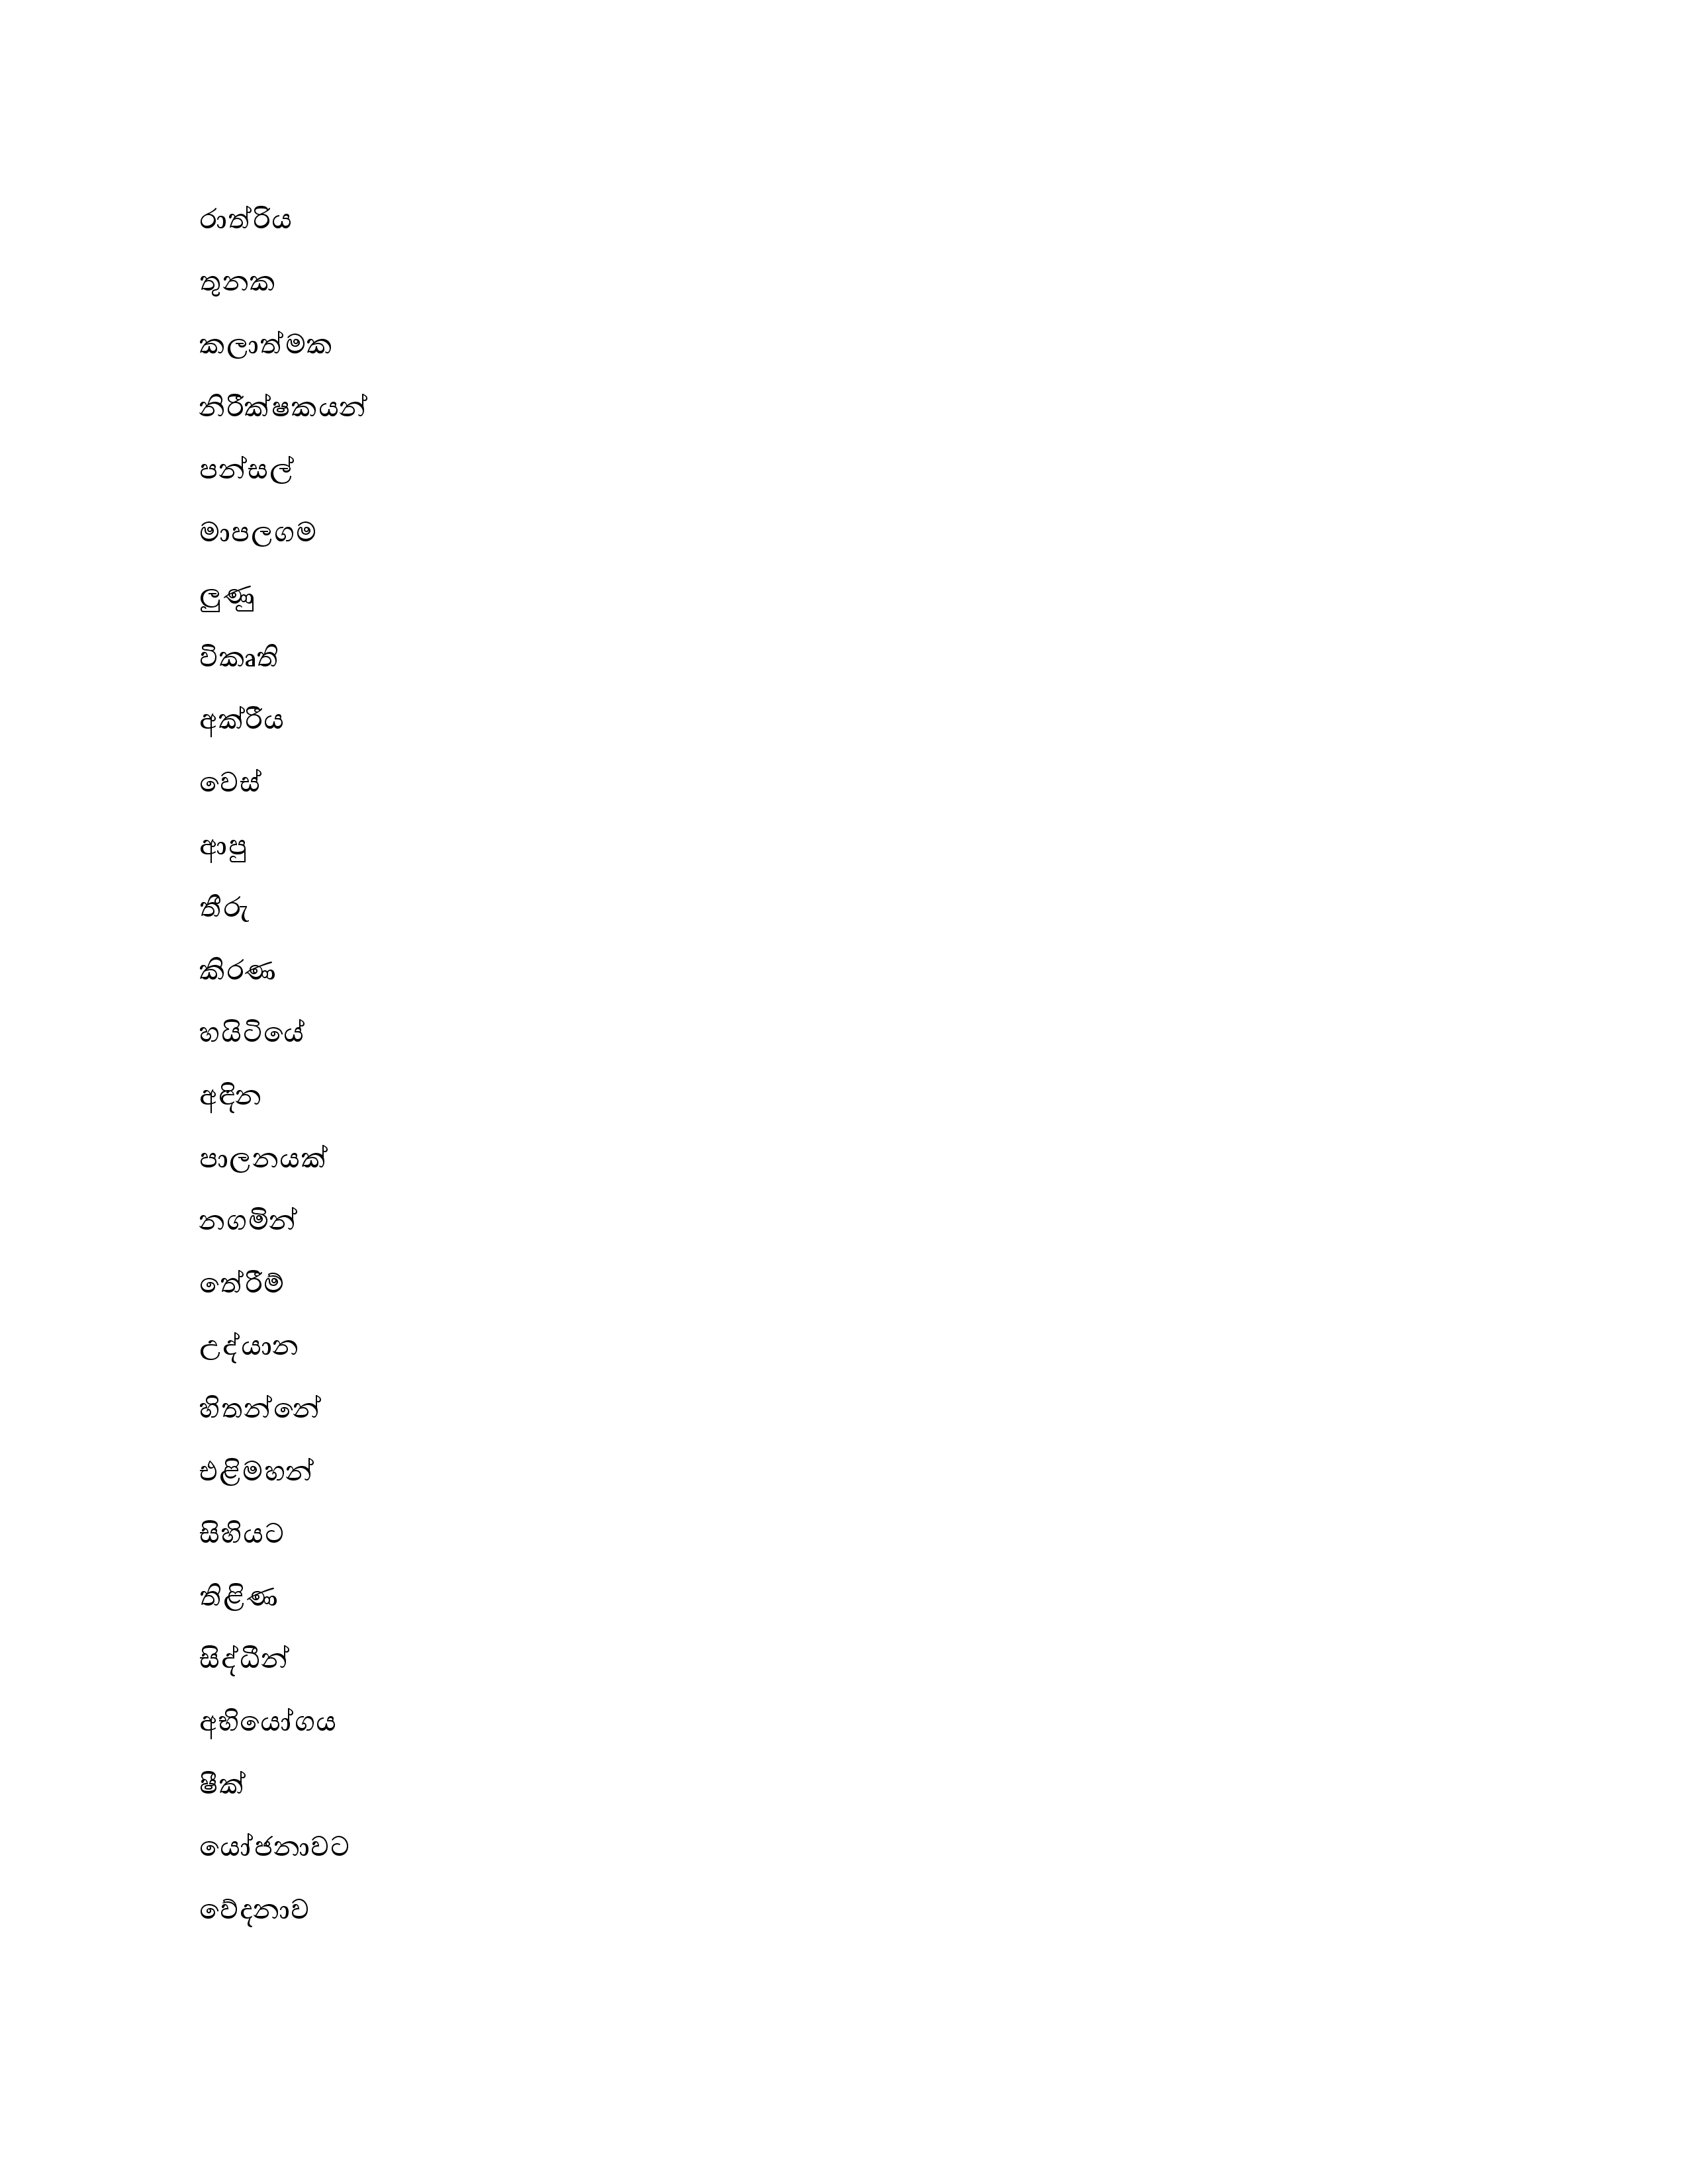 රාත්රිය
තුනක
කලාත්මක
නිරීක්ෂකයන්
පන්සල්
මාපලගම
ලුණු
විකෘති
අක්රීය
වෙස්
ආපු
තීරු
කිරණ
හයිටියේ
අඳින
පාලනයක්
නගමින්
තේරීම්
උද්යාන
හිතන්නේ
එළිමහන්
සිහියට
තිළිණ
සිද්ධීන්
අභියෝගය
ෂීක්
යෝජනාවට
වේදනාව